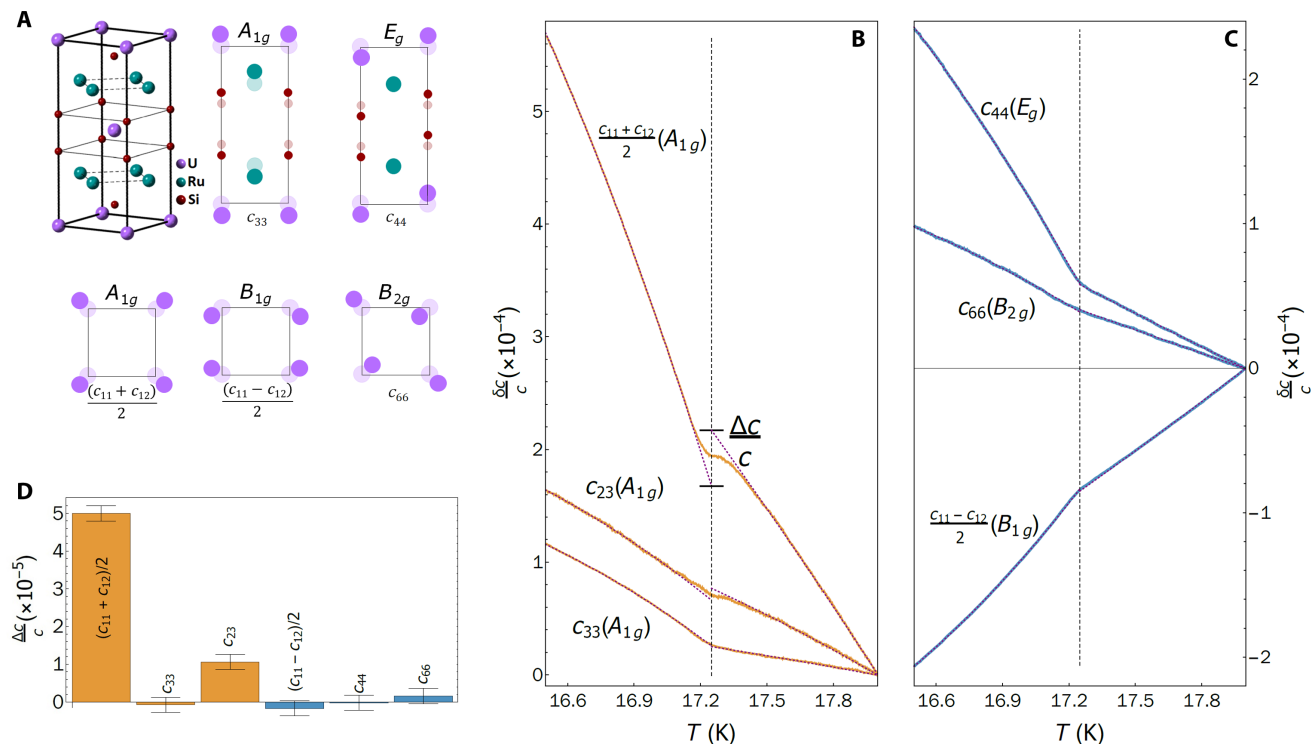 A
A1g
Eg
U
Ru
Si
c33
c44
A1g
B1g
B2g
(c11 + c12)
2
(c11 − c12)
2
c66
B
δc
c (×10−4)
5
4
3
2
1
0
c11 + c12
2 (A1g)
Δc
c
c23(A1g)
c33(A1g)
16.6 16.9 17.2 17.5 17.8
T (K)
C
c44(Eg)
c66(B2g)
c11 − c12
2 (B1g)
2
1
0
−1
−2
δc
c (×10−4)
16.6 16.9 17.2 17.5 17.8
T (K)
D
Δc
c (×10−5)
5
4
3
2
1
0
(c11 + c12)/2
c33
c23
(c11 − c12)/2
c44
c66